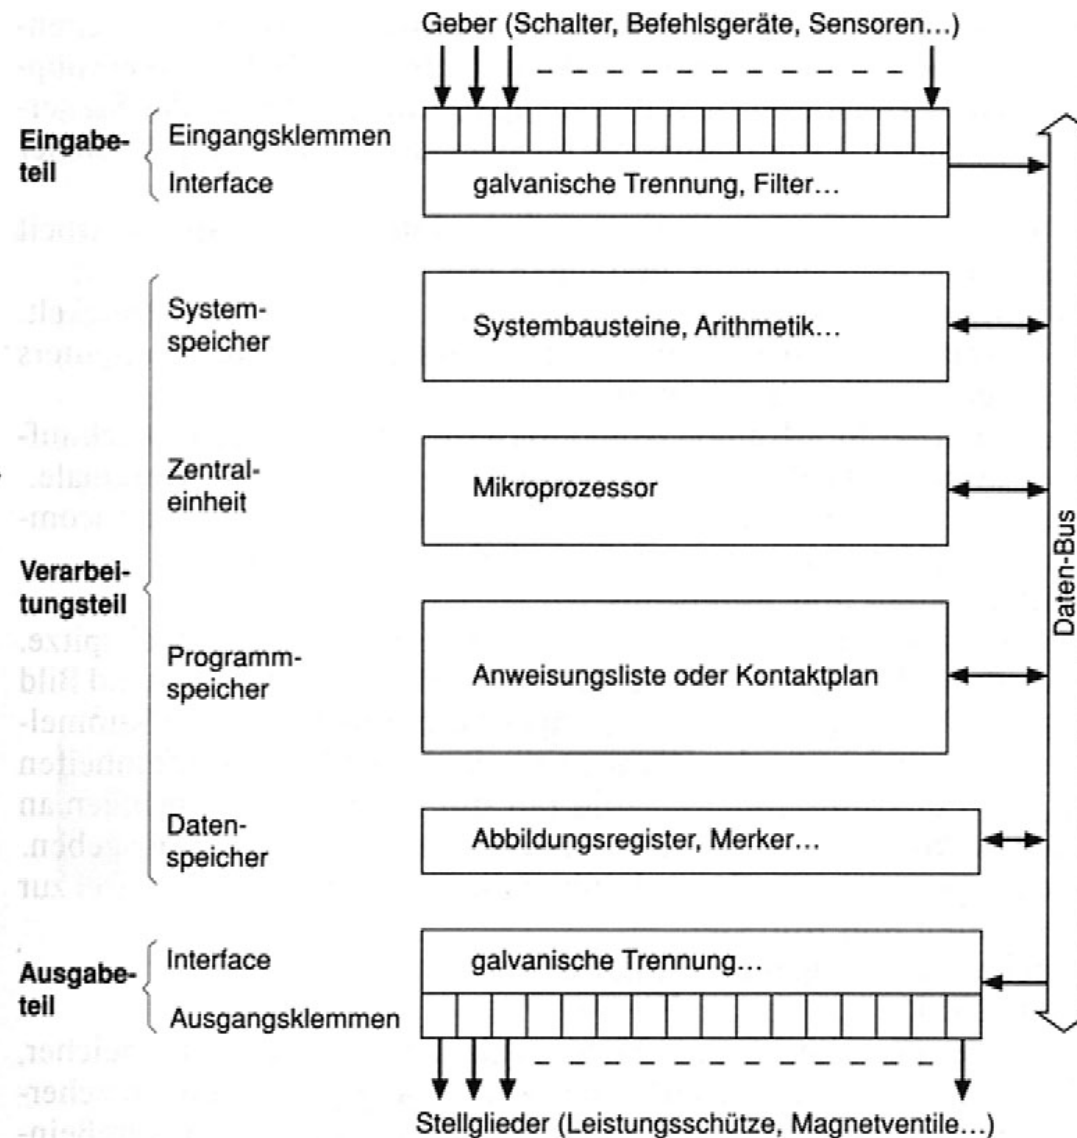 Geber (Schalter, Befehlsgeräte, Sensoren…)
Eingabe-
teil
Eingangsklemmen
Interface
galvanische Trennung, Filter…
System-
speicher
Systembausteine, Arithmetik…
Zentral-
einheit
Mikroprozessor
Verarbei-
tungsteil
Programm-
speicher
Anweisungsliste oder Kontaktplan
Daten-
speicher
Abbildungsregister, Merker…
Daten-Bus
Ausgabe-
teil
Interface
galvanische Trennung…
Ausgangsklemmen
Stellglieder (Leistungsschütze, Magnetventile…)